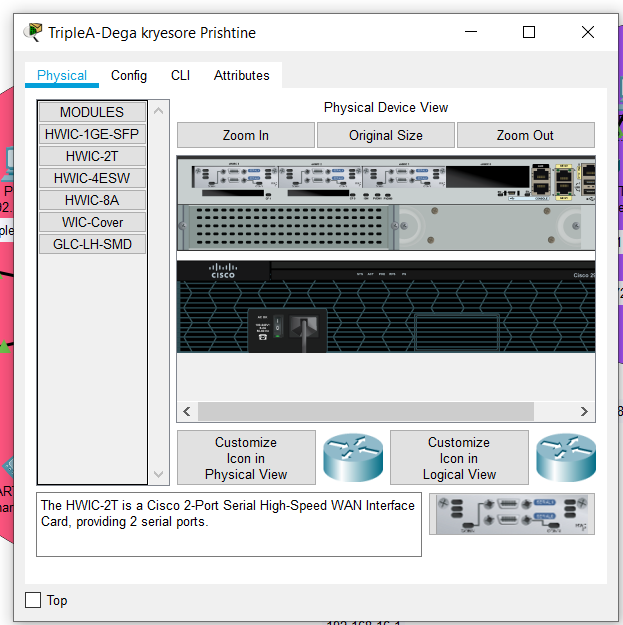 TripleA-Dega kryesore Prishtine
Physical
Config
CLI
Attributes
MODULES
HWIC-1GE-SFP
HWIC-2T
HWIC-4ESW
HWIC-8A
WIC-Cover
GLC-LH-SMD
Physical Device View
Zoom In
Original Size
Zoom Out
CISCO
Customize
Icon in
Physical View
Customize
Icon in
Logical View
The HWIC-2T is a Cisco 2-Port Serial High-Speed WAN Interface
Card, providing 2 serial ports.
Top